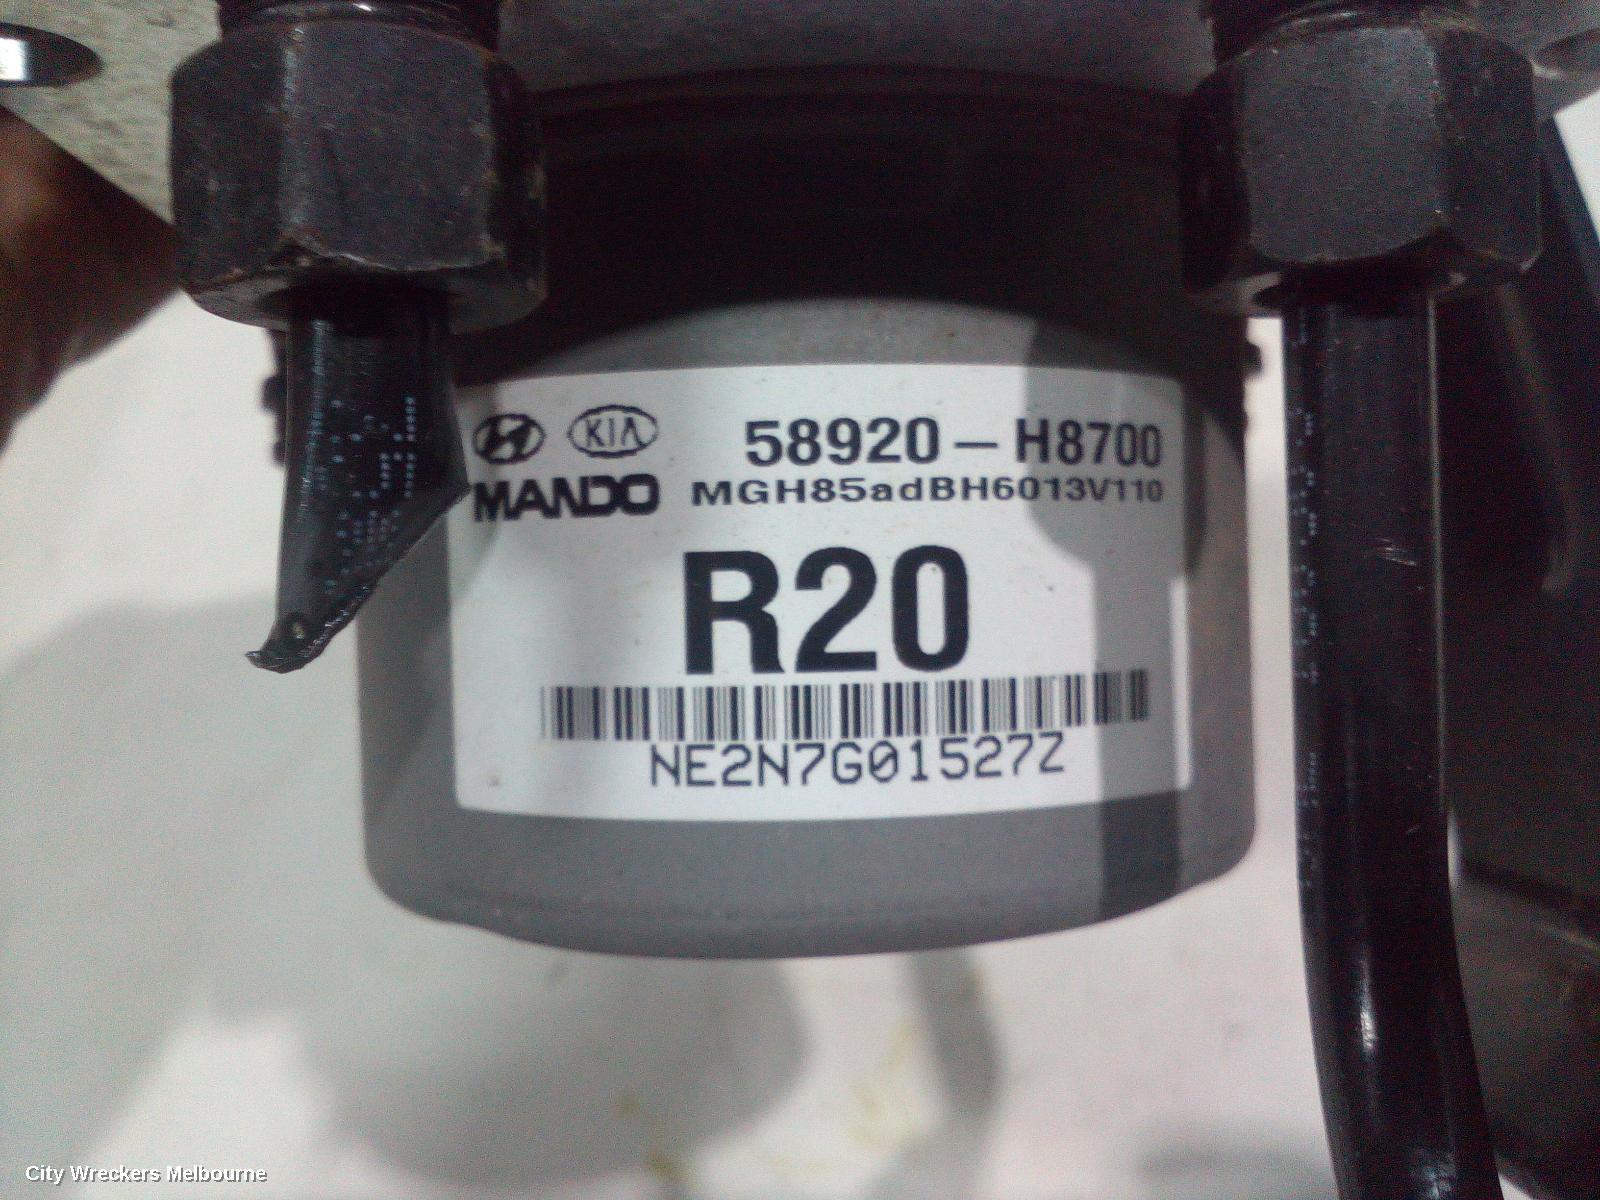 KIA 58920-H8700
MANDO MGH85adBH6013V110
R20
NE2N7G01527Z
City Wreckers Melbourne